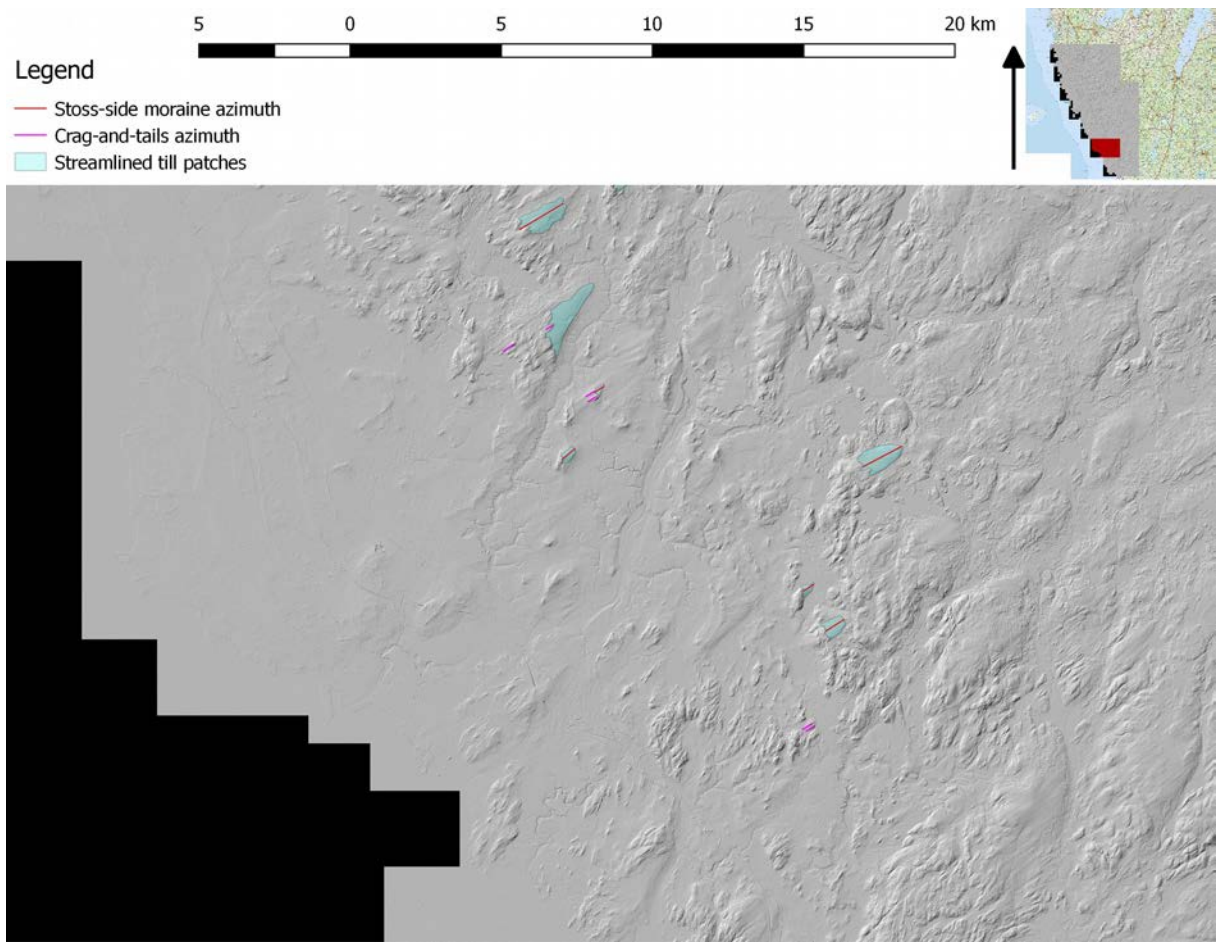 5 0 5 10 15 20 km
Legend
Stoss-side moraine azimuth
Crag-and-tails azimuth
Streamlined till patches